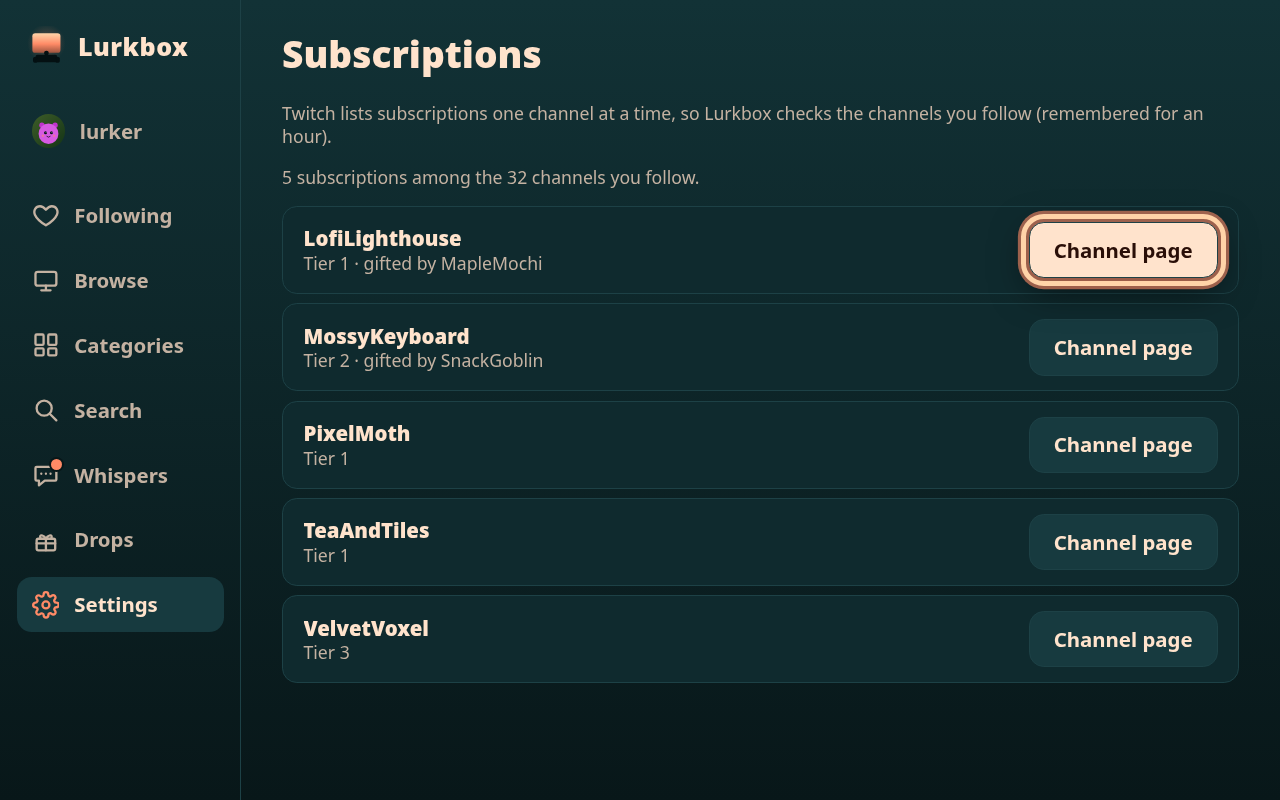 Lurkbox
lurker
Following
Browse
Categories
Search
Whispers
Drops
Settings
Subscriptions
Twitch lists subscriptions one channel at a time, so Lurkbox checks the channels you follow (remembered for an
hour).
5 subscriptions among the 32 channels you follow.
LofiLighthouse
Tier 1 · gifted by MapleMochi
Channel page
MossyKeyboard
Tier 2 · gifted by SnackGoblin
Channel page
PixelMoth
Tier 1
Channel page
TeaAndTiles
Tier 1
Channel page
VelvetVoxel
Tier 3
Channel page